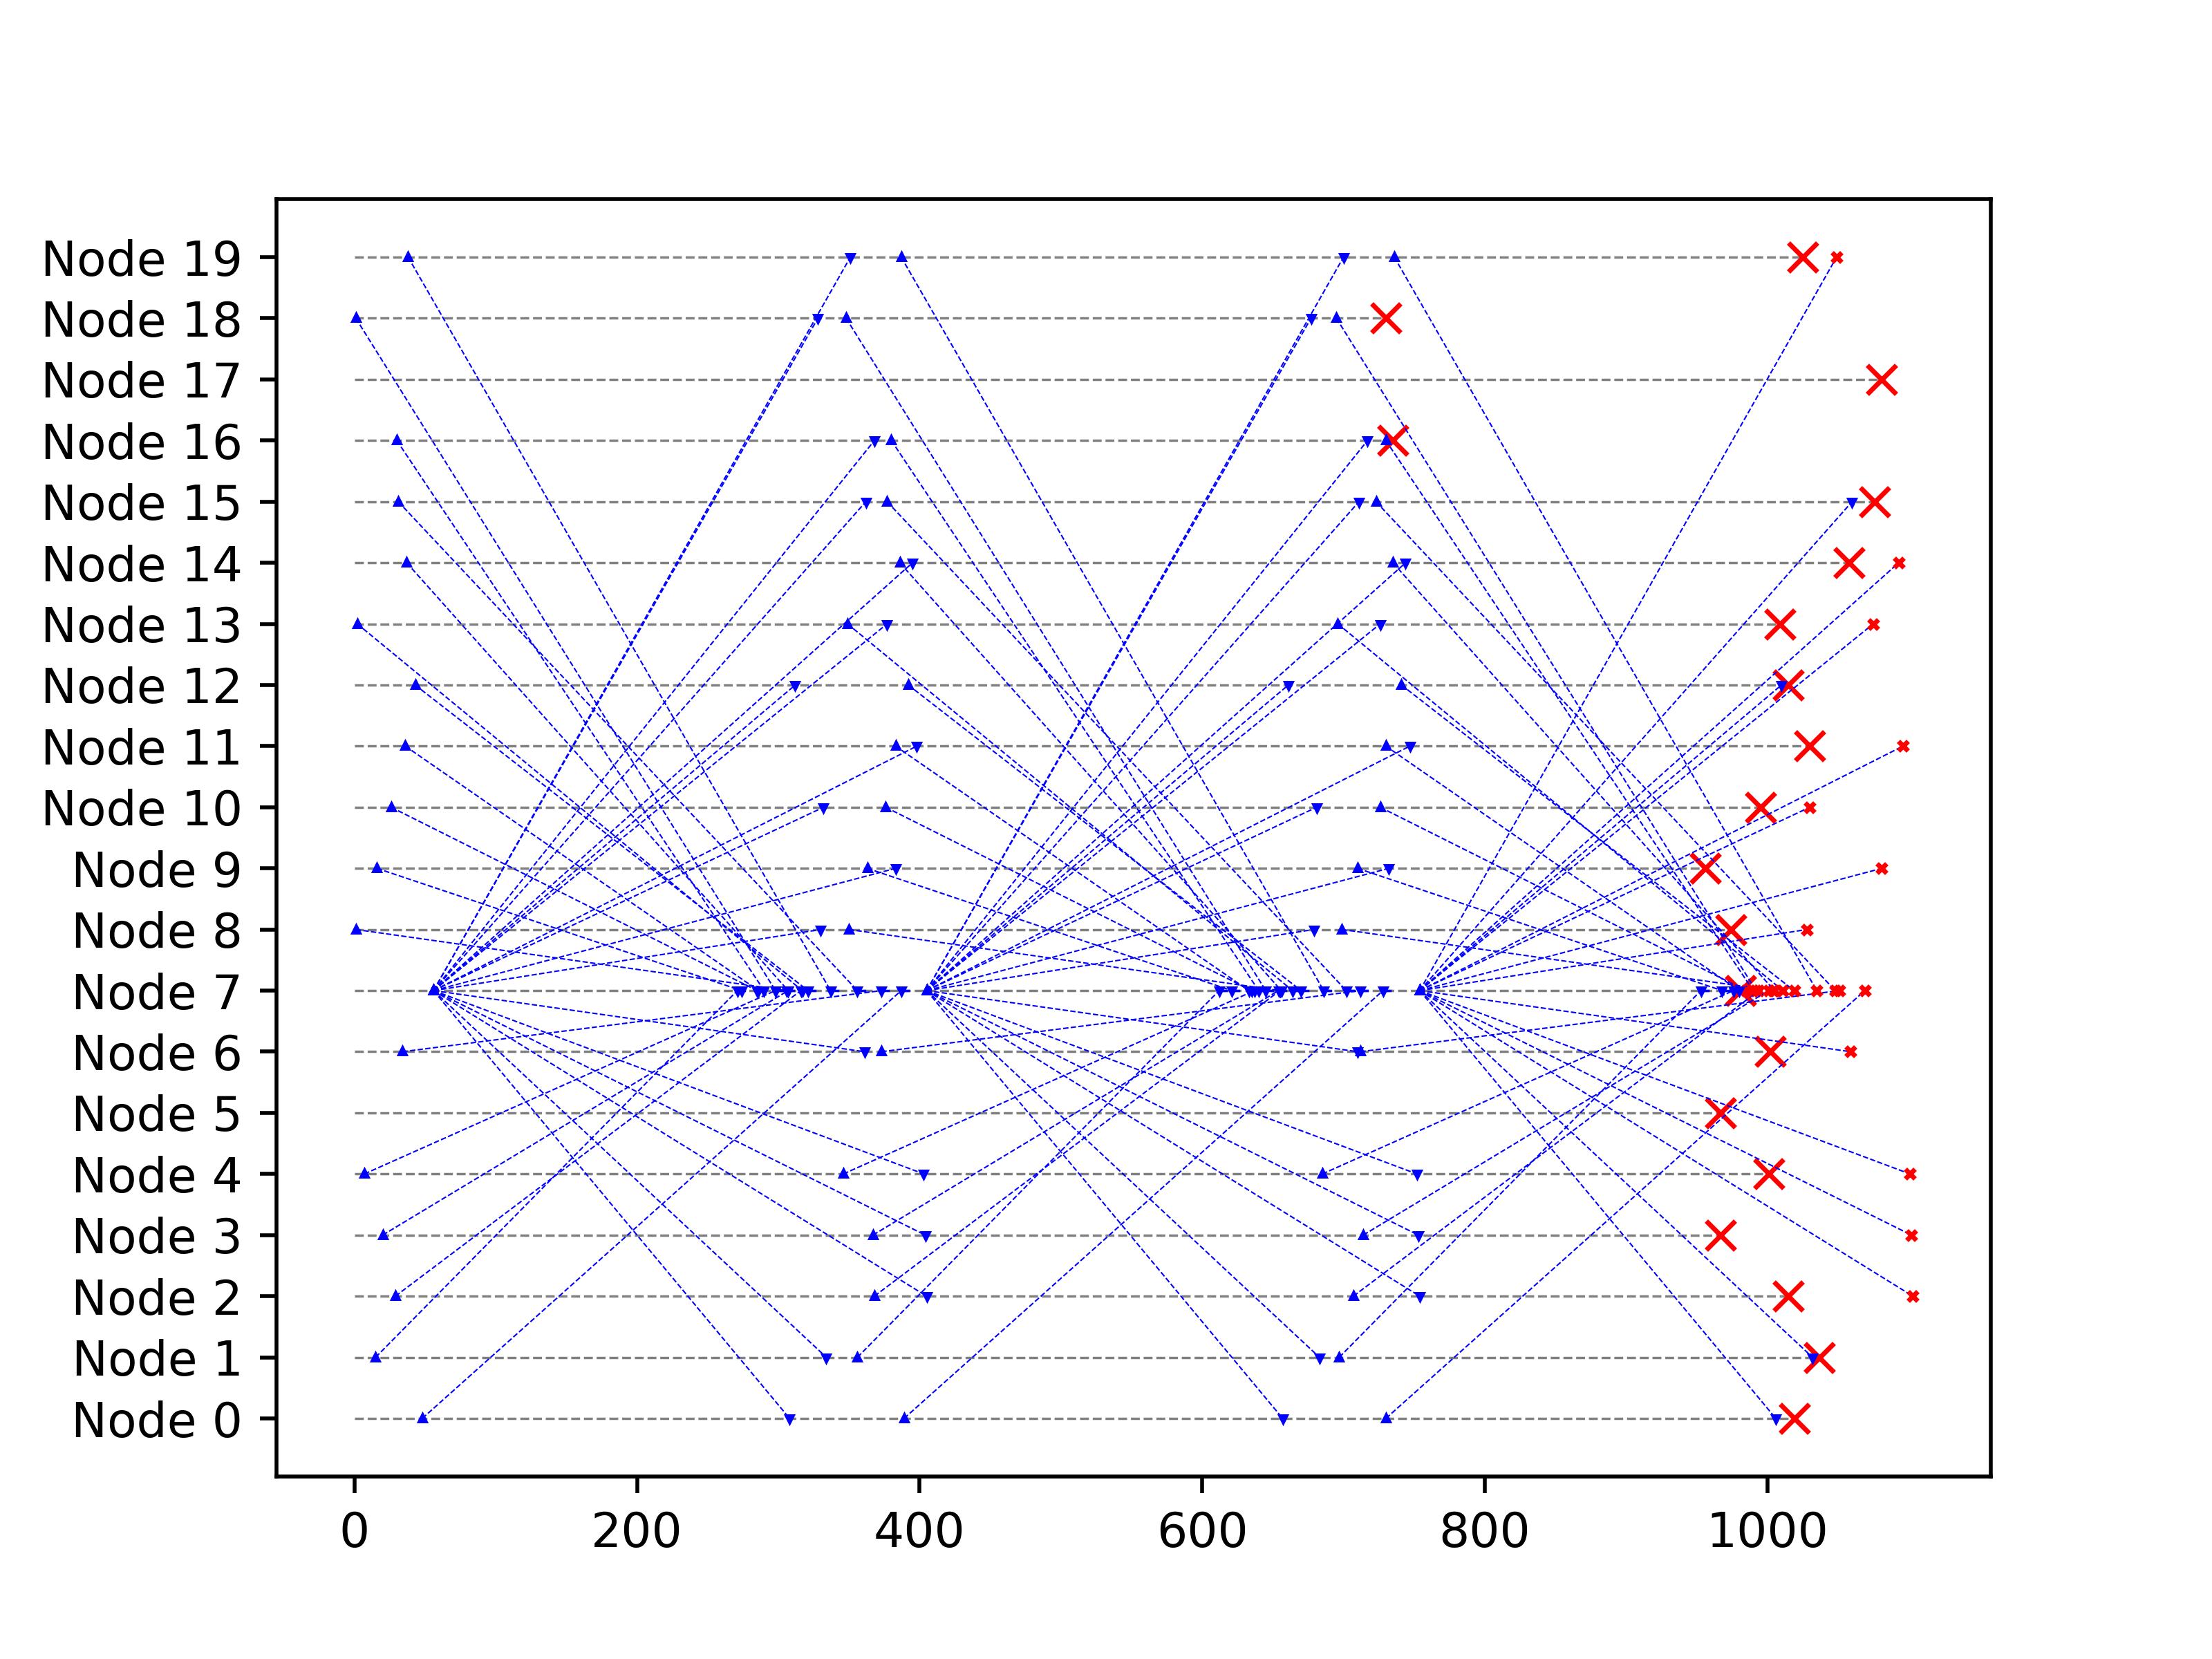 Node 19
Node 18
Node 17
Node 16
Node 15
Node 14
Node 13
Node 12
Node 11
Node 10
Node 9
Node 8
Node 7
Node 6
Node 5
Node 4
Node 3
Node 2
Node 1
Node 0
0 200 400 600 800 1000